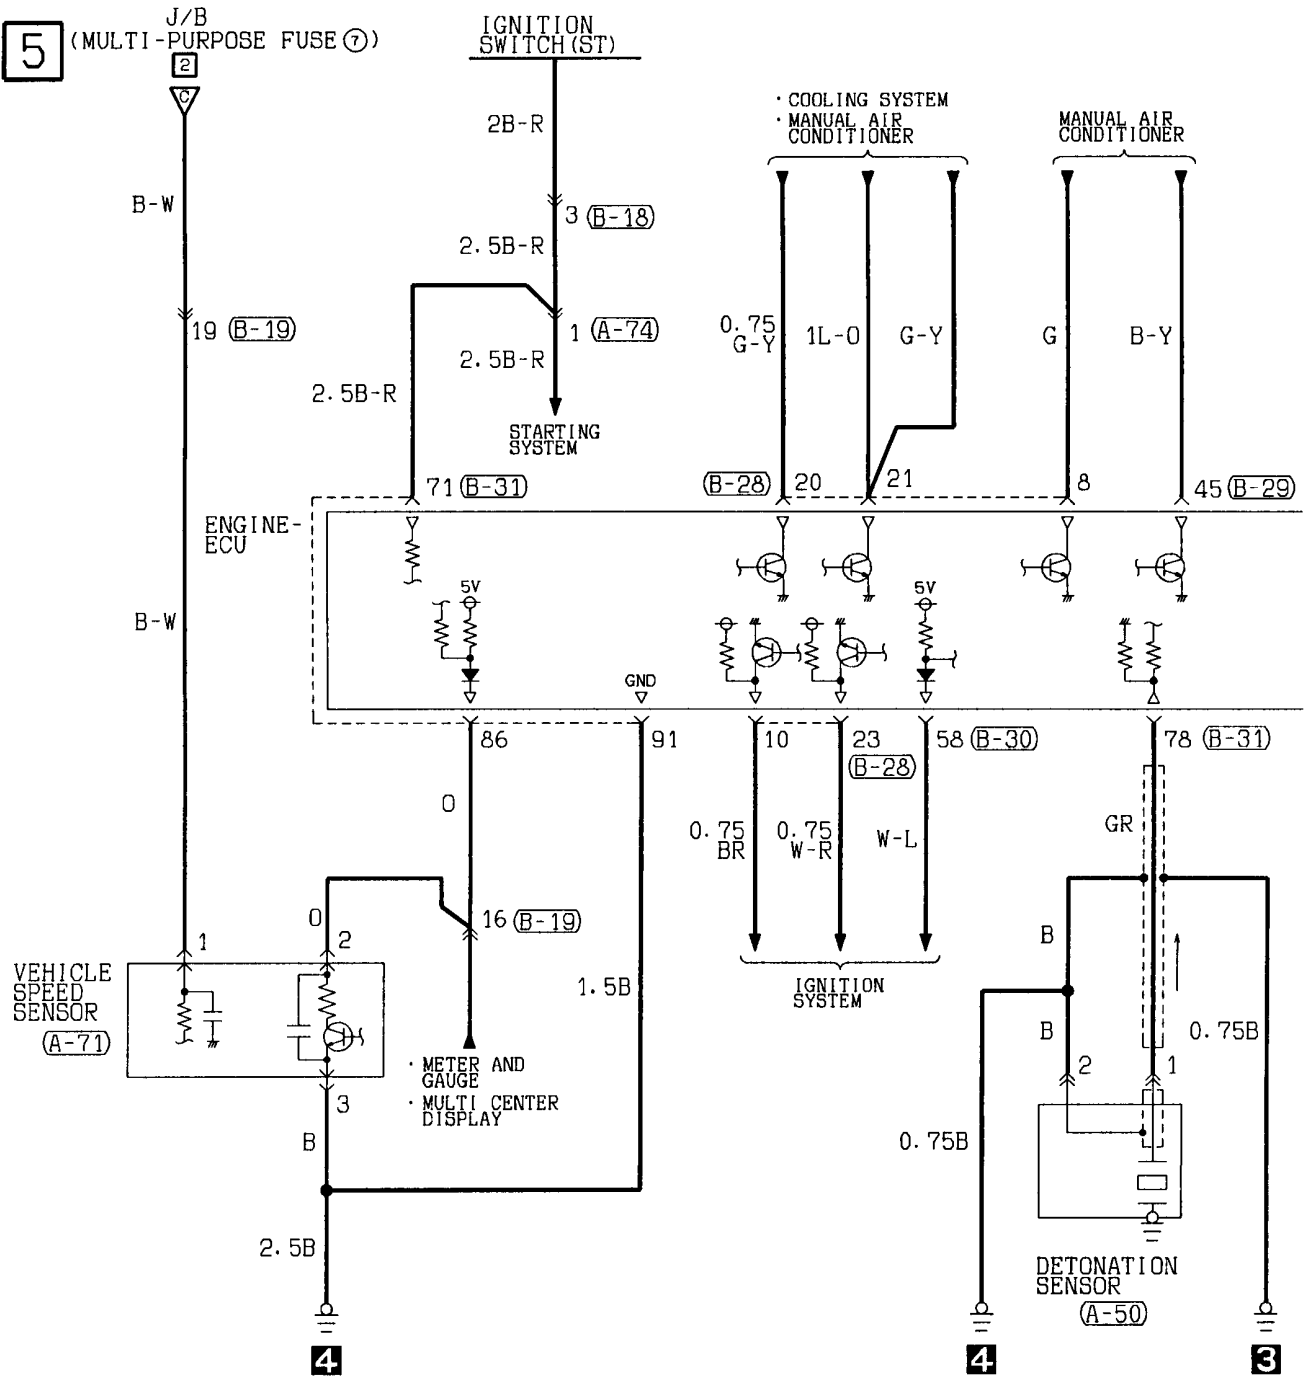 5
J/B
(MULTI-PURPOSE FUSE⑦)
2
C
IGNITION
SWITCH(ST)
2B-R
· COOLING SYSTEM
· MANUAL AIR
CONDITIONER
MANUAL AIR
CONDITIONER
B-W
3 (B-18)
2.5B-R
19 (B-19)
1 (A-74)
0.75
G-Y
1L-O
G-Y
G
B-Y
2.5B-R
2.5B-R
STARTING
SYSTEM
71 (B-31)
(B-28) 20
21
8
45 (B-29)
ENGINE-
ECU
5V
5V
B-W
GND
86
91
10
23
(B-28)
58 (B-30)
78 (B-31)
O
0.75
BR
0.75
W-R
W-L
GR
O
2
16 (B-19)
1
B
VEHICLE
SPEED
SENSOR
(A-71)
1.5B
IGNITION
SYSTEM
B
0.75B
· METER AND
GAUGE
· MULTI CENTER
DISPLAY
2
1
3
B
0.75B
2.5B
DETONATION
SENSOR
(A-50)
4
4
3